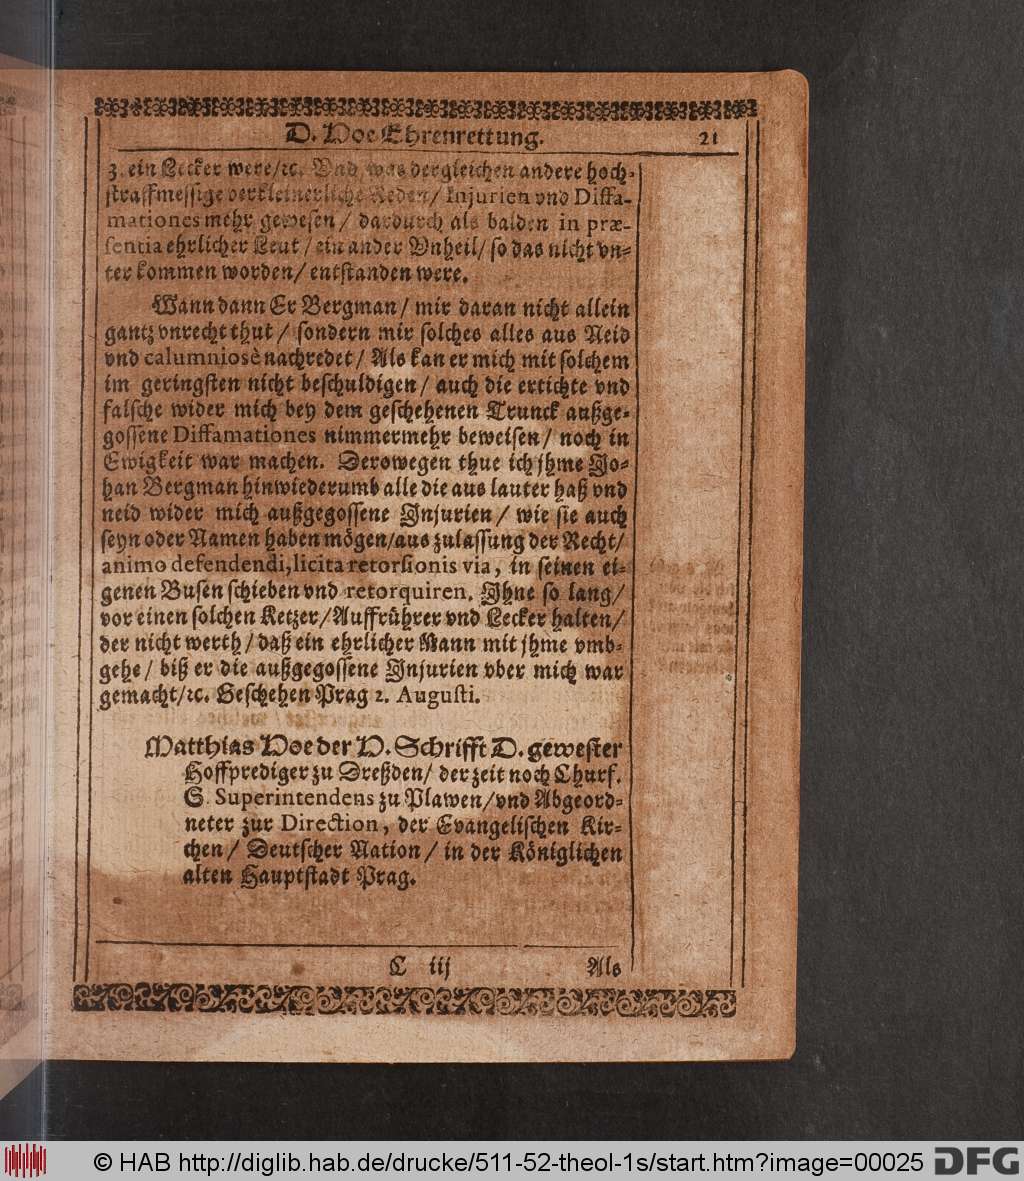 D. Hoe Ehrenrettung. 21
3. ein Lecker were/ꝛc. Vnd was dergleichen andere hoch-
straffmessige verkleinerliche Reden/ Injurien vnd Diffa-
mationes mehr gewesen/ dardurch als balden in præ-
sentia ehrlicher Leut/ ein ander Vnheil/ so das nicht vn-
ter kommen worden/ entstanden were.
Wann dann Er Bergman/ mir daran nicht allein
gantz vnrecht thut/ sondern mir solches alles aus Neid
vnd calumniosè nachredet/ Als kan er mich mit solchem
im geringsten nicht beschuldigen/ auch die ertichte vnd
falsche wider mich bey dem geschehenen Trunck außge-
gossene Diffamationes nimmermehr beweisen/ noch in
Ewigkeit war machen. Derowegen thue ich jhme Jo-
han Bergman hinwiederumb alle die aus lauter haß vnd
neid wider mich außgegossene Injurien/ wie sie auch
seyn oder Namen haben mögen/aus zulassung der Recht/
animo defendendi, licita retorsionis via, in seinen ei-
genen Busen schieben vnd retorquiren. Ihne so lang/
vor einen solchen Ketzer/Auffrührer vnd Lecker halten/
der nicht werth/daß ein ehrlicher Mann mit jhme vmb-
gehe/ biß er die außgegossene Injurien vber mich war
gemacht/ꝛc. Geschehen Prag 2. Augusti.
Matthias Hoe der H. Schrifft D. gewester
Hoffprediger zu Dreßden/ der zeit noch Churf.
S. Superintendens zu Plawen/vnd Abgeord-
neter zur Direction, der Evangelischen Kir-
chen/ Deutscher Nation/ in der Königlichen
alten Hauptstadt Prag.
C iij Als
© HAB http://diglib.hab.de/drucke/511-52-theol-1s/start.htm?image=00025 DFG